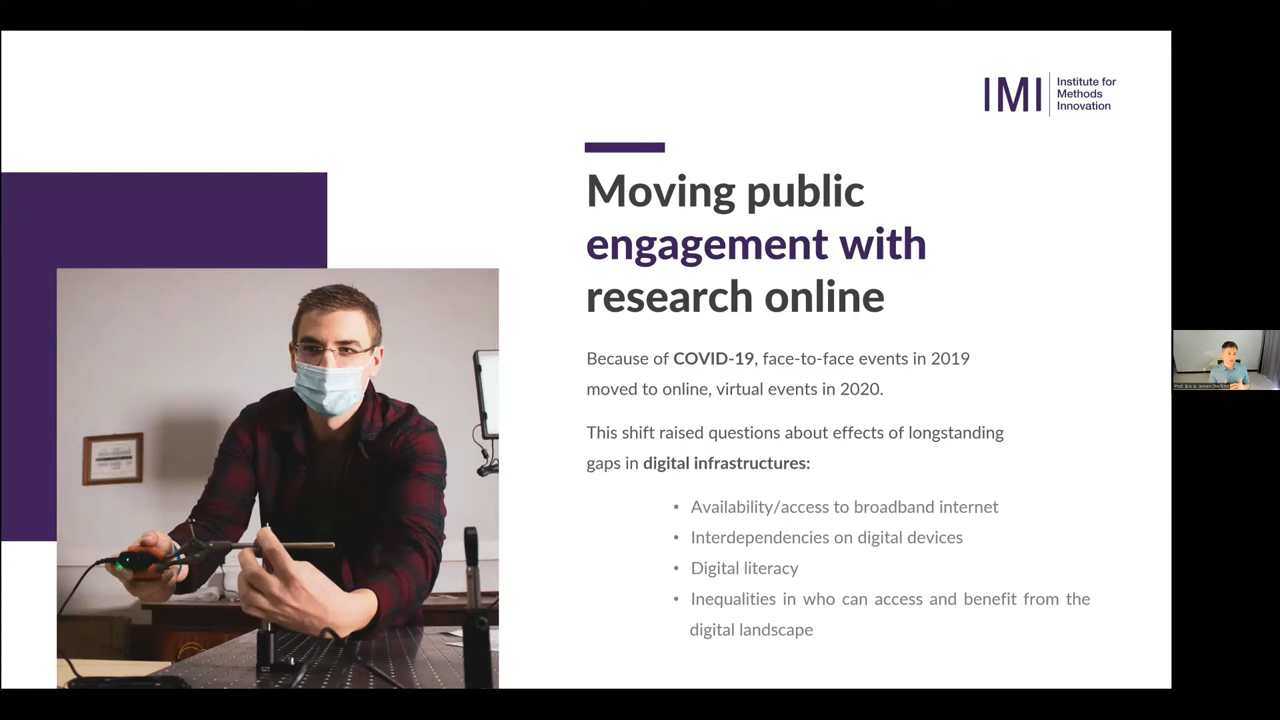 IMI
Institute for
Methods
Innovation
Moving public
engagement with
research online
Because of COVID-19, face-to-face events in 2019
moved to online, virtual events in 2020.
This shift raised questions about effects of longstanding
gaps in digital infrastructures:
• Availability/access to broadband internet
• Interdependencies on digital devices
• Digital literacy
• Inequalities in who can access and benefit from the
digital landscape
Prof. Eric A. Jensen